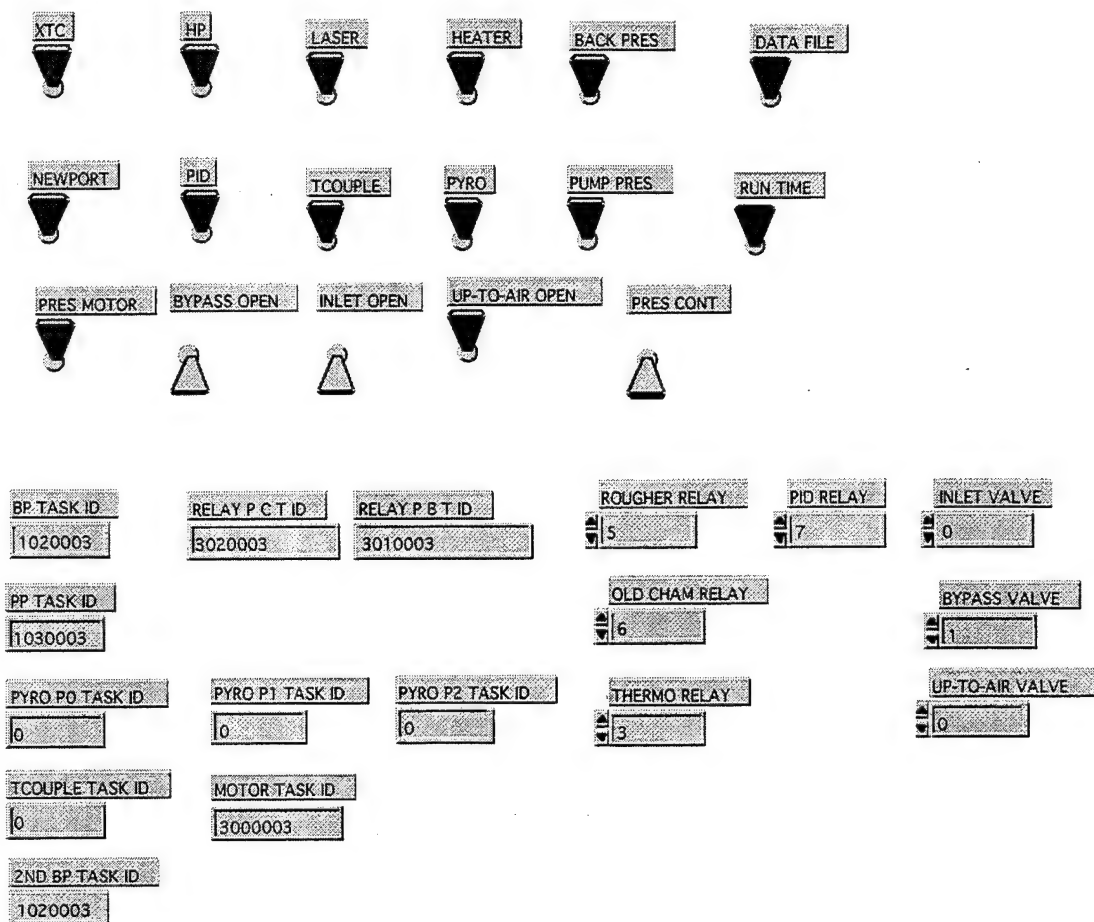 XTC
HP
LASER
HEATER
BACK PRES
DATA FILE
NEWPORT
PID
TCOUPLE
PYRO
PUMP PRES
RUN TIME
PRES MOTOR
BYPASS OPEN
INLET OPEN
UP-TO-AIR OPEN
PRES CONT
BP TASK ID
1020003
RELAY P C T ID
3020003
RELAY P B T ID
3010003
ROUGHER RELAY
5
PID RELAY
7
INLET VALVE
0
PP TASK ID
1030003
OLD CHAM RELAY
6
BYPASS VALVE
1
PYRO P0 TASK ID
0
PYRO P1 TASK ID
0
PYRO P2 TASK ID
0
THERMO RELAY
3
UP-TO-AIR VALVE
0
TCOUPLE TASK ID
0
MOTOR TASK ID
3000003
2ND BP TASK ID
1020003